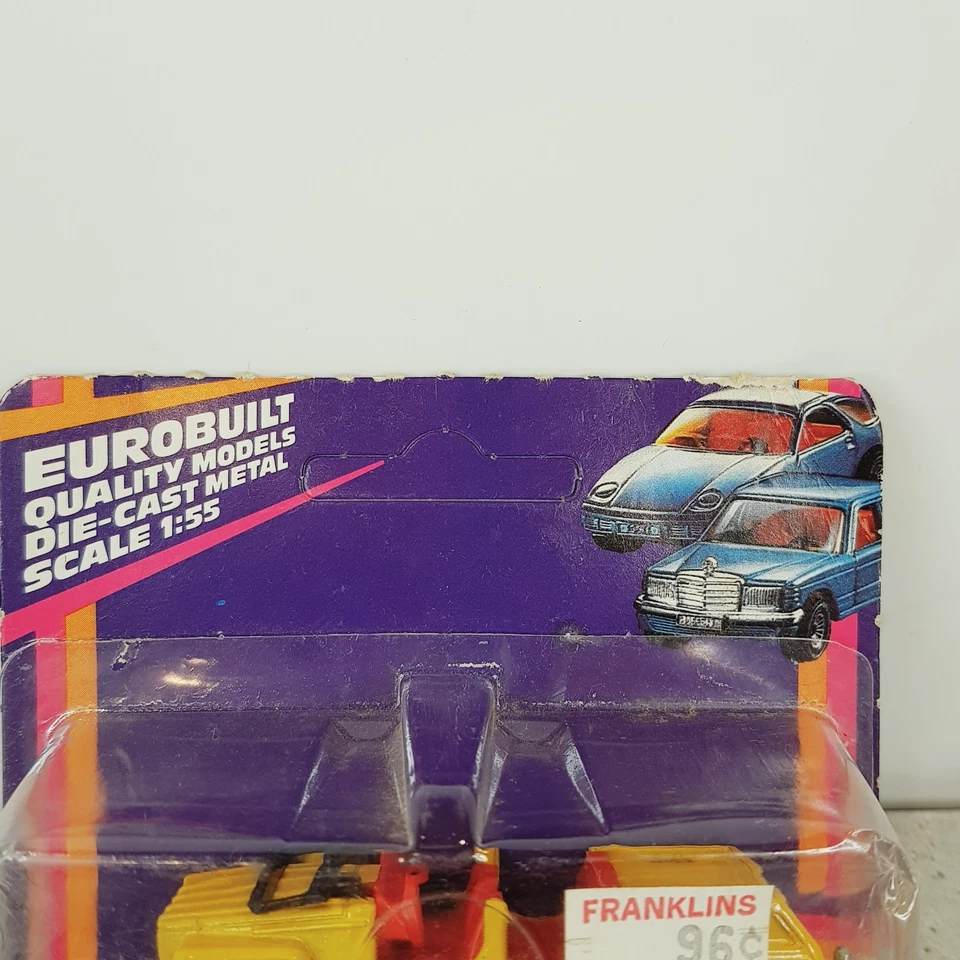 EUROBUILT
QUALITY MODELS
DIE-CAST METAL
SCALE 1:55
FRANKLINS
96¢